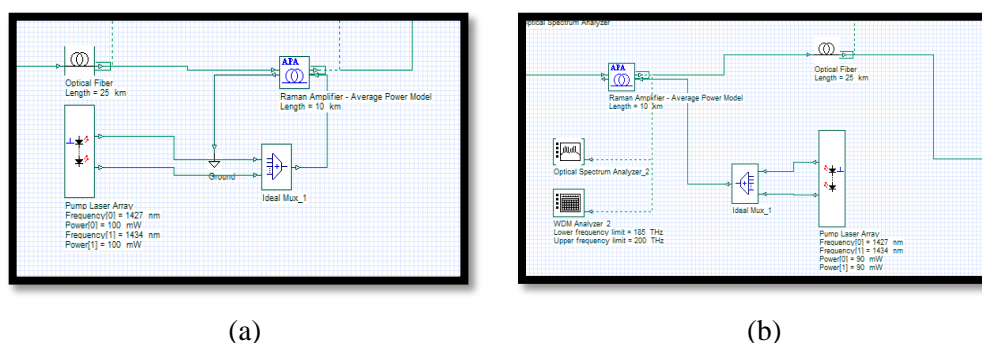 APA
Optical Fiber
Length = 25 km
Raman Amplifier - Average Power Model
Length = 10 km
Ground
Ideal Mux_1
Pump Laser Array
Frequency[0] = 1427 nm
Power[0] = 100 mW
Frequency[1] = 1434 nm
Power[1] = 100 mW
(a)
Optical Spectrum Analyzer
APA
Optical Fiber
Length = 25 km
Raman Amplifier - Average Power Model
Length = 10 km
Optical Spectrum Analyzer_2
Ideal Mux_1
WDM Analyzer_2
Lower frequency limit = 185 THz
Upper frequency limit = 200 THz
Pump Laser Array
Frequency[0] = 1427 nm
Frequency[1] = 1434 nm
Power[0] = 90 mW
Power[1] = 90 mW
(b)